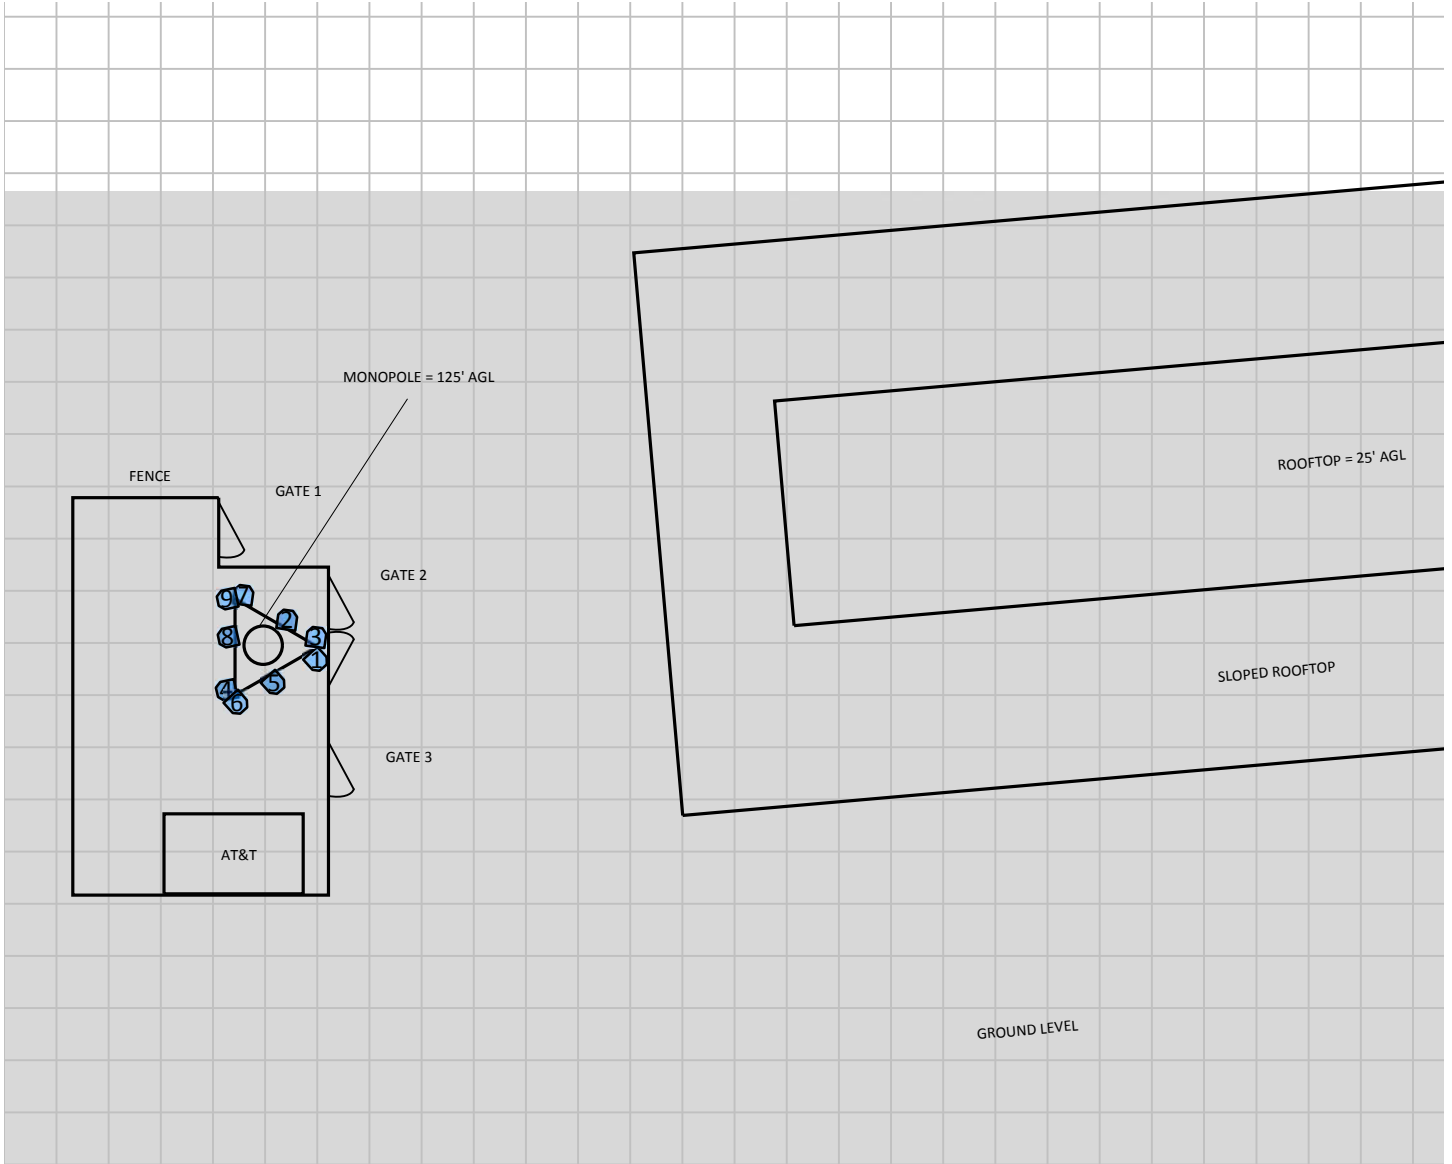 MONOPOLE = 125' AGL
ROOFTOP = 25' AGL
FENCE
GATE 1
GATE 2
9 7
2
8 3
1
4 5
6
SLOPED ROOFTOP
GATE 3
AT&T
GROUND LEVEL